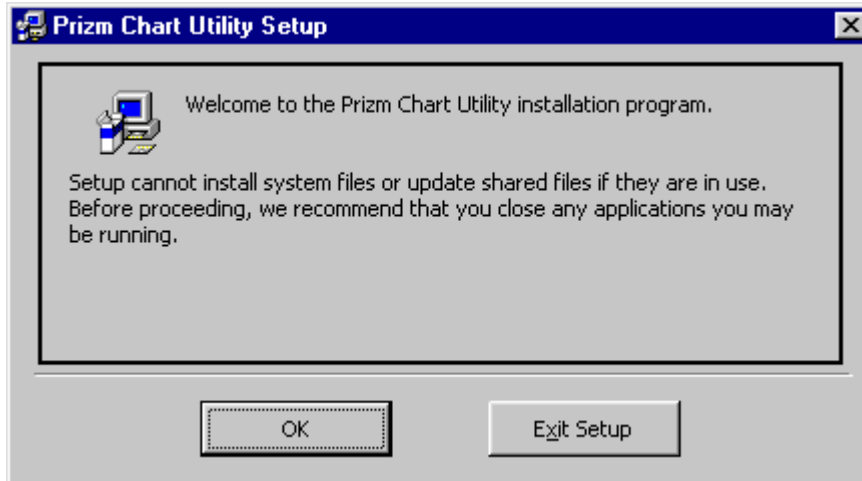 Prizm Chart Utility Setup
Welcome to the Prizm Chart Utility installation program.
Setup cannot install system files or update shared files if they are in use.
Before proceeding, we recommend that you close any applications you may
be running.
OK
Exit Setup